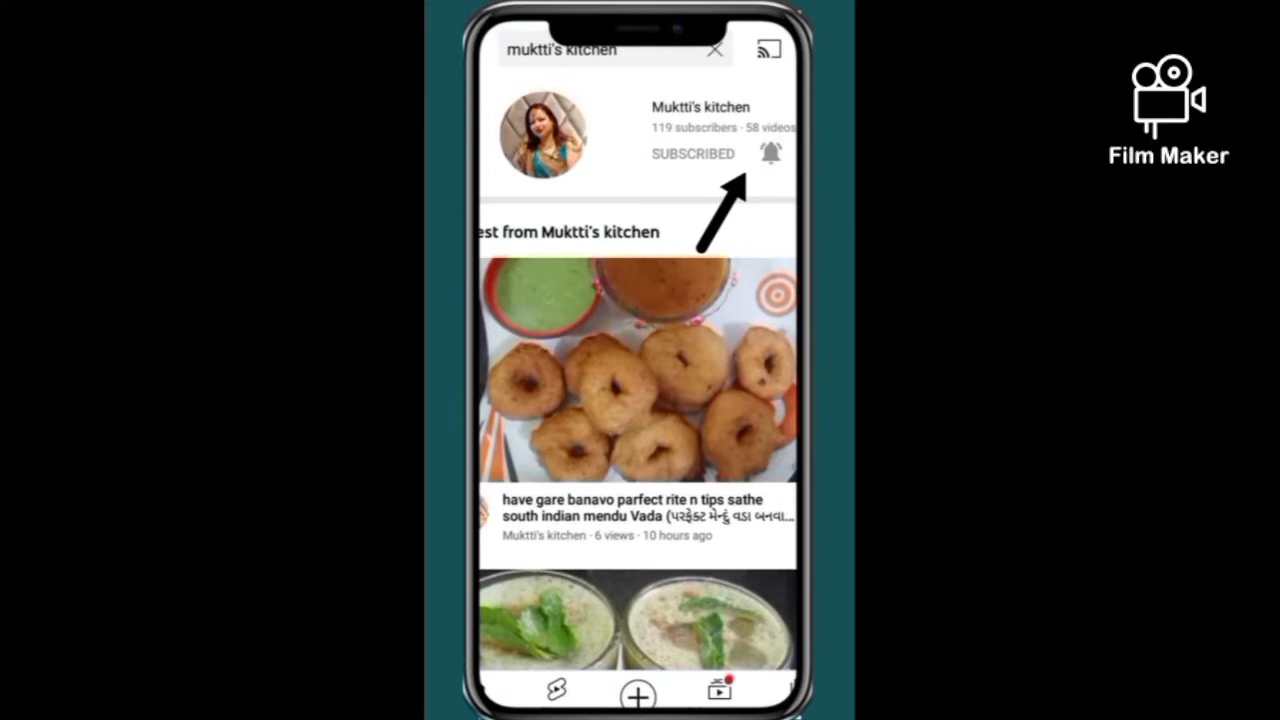 muktti's kitchen
Film Maker
Muktti's kitchen
119 subscribers · 58 videos
SUBSCRIBED
est from Muktti's kitchen
have gare banavo parfect rite n tips sathe
south indian mendu Vada (પરફેક્ટ મેન્દું વડા બનવા...
Muktti's kitchen · 6 views · 10 hours ago